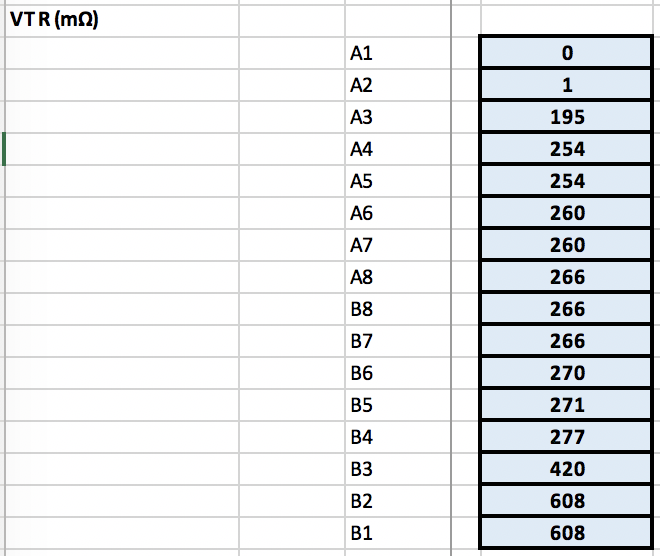 VT R (mΩ)
A1 0
A2 1
A3 195
A4 254
A5 254
A6 260
A7 260
A8 266
B8 266
B7 266
B6 270
B5 271
B4 277
B3 420
B2 608
B1 608